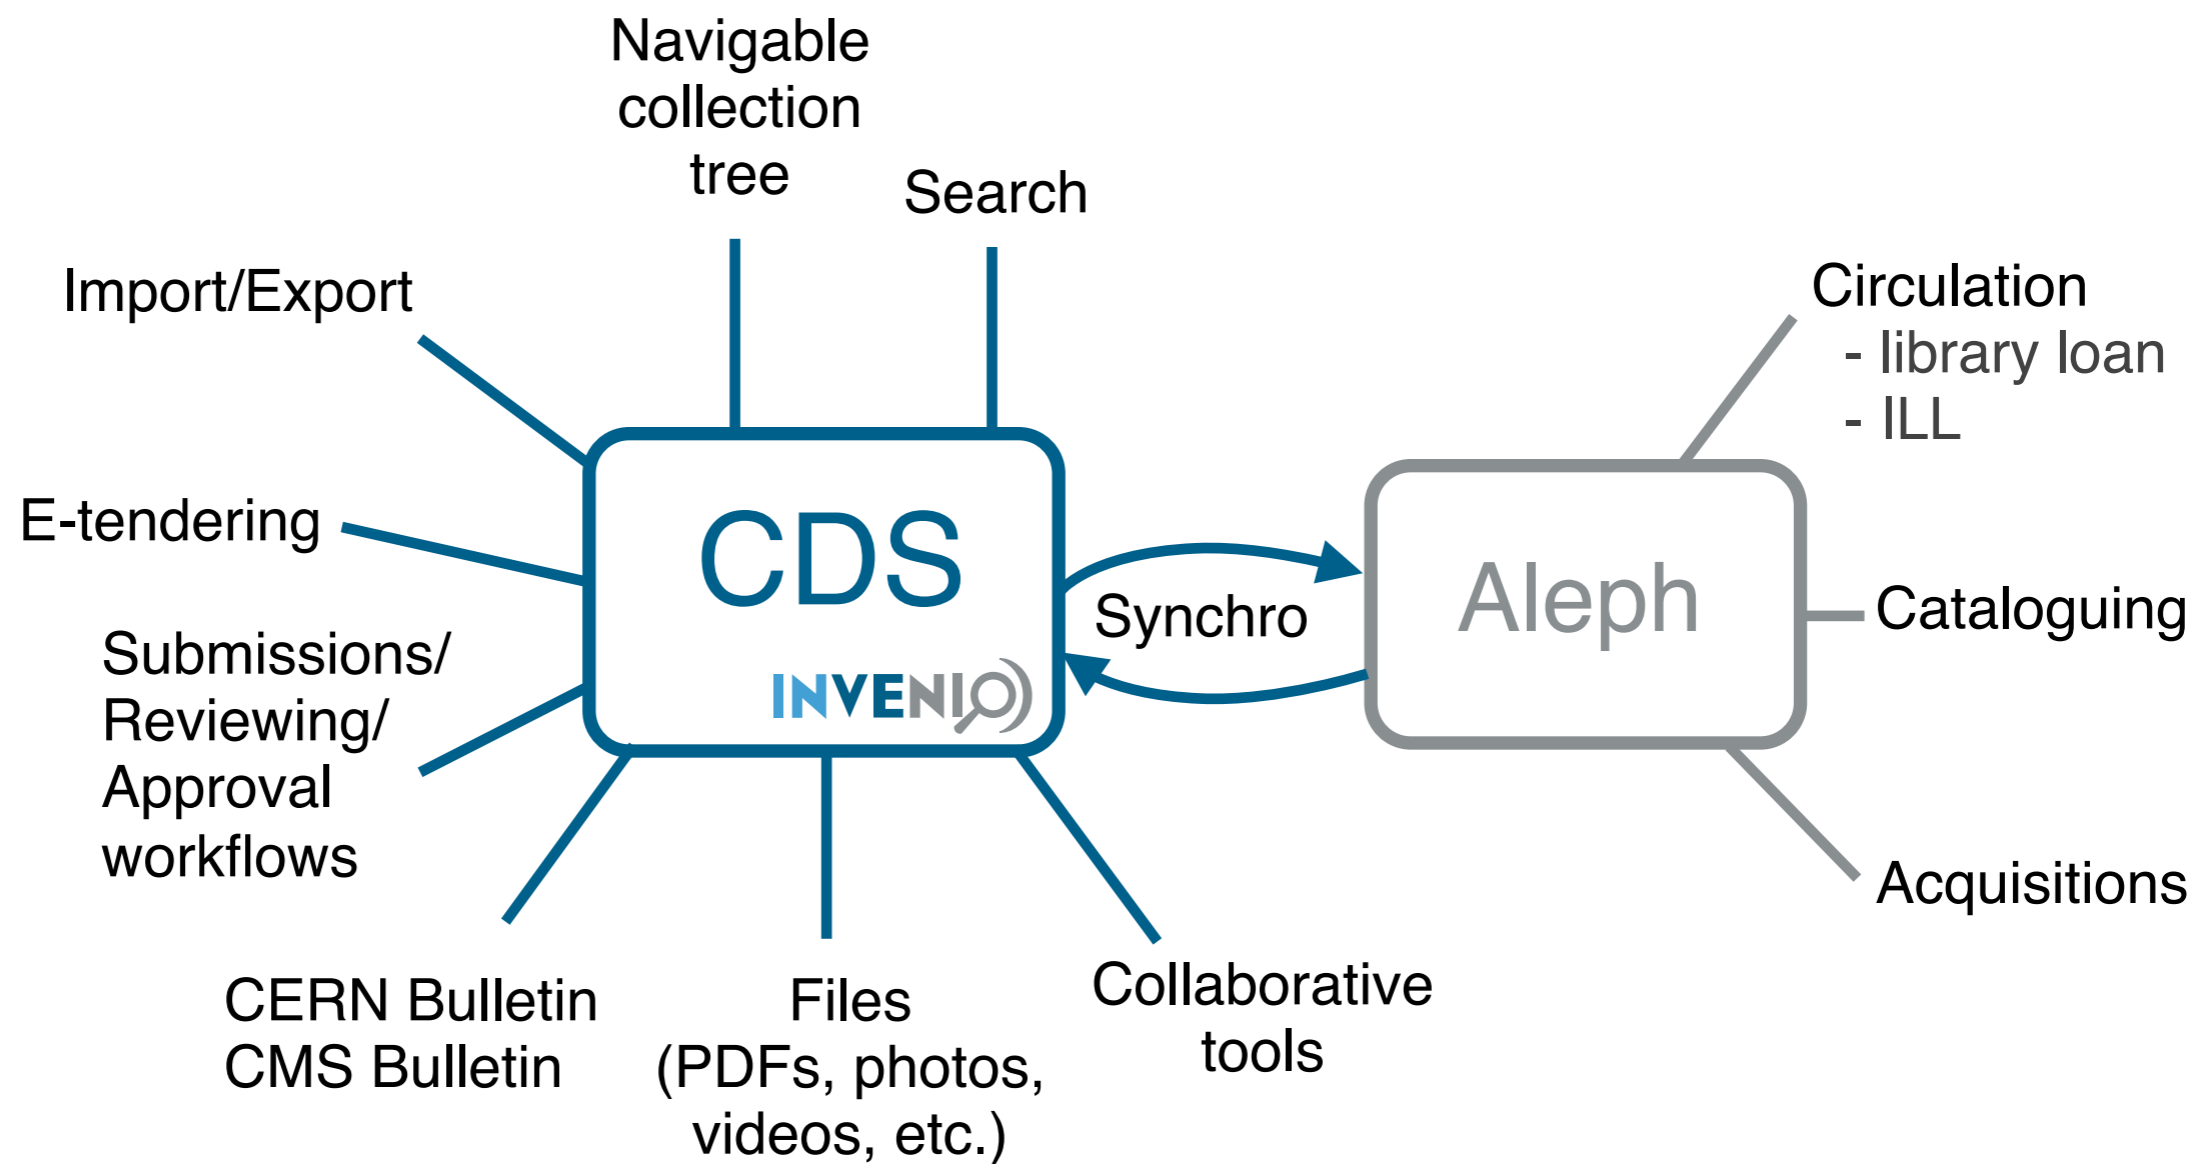 Navigable
collection
tree
Search
Import/Export
E-tendering
Submissions/
Reviewing/
Approval
workflows
CDS
INVENIO
Synchro
Aleph
Circulation
- library loan
- ILL
Cataloguing
Acquisitions
CERN Bulletin
CMS Bulletin
Files
(PDFs, photos,
videos, etc.)
Collaborative
tools